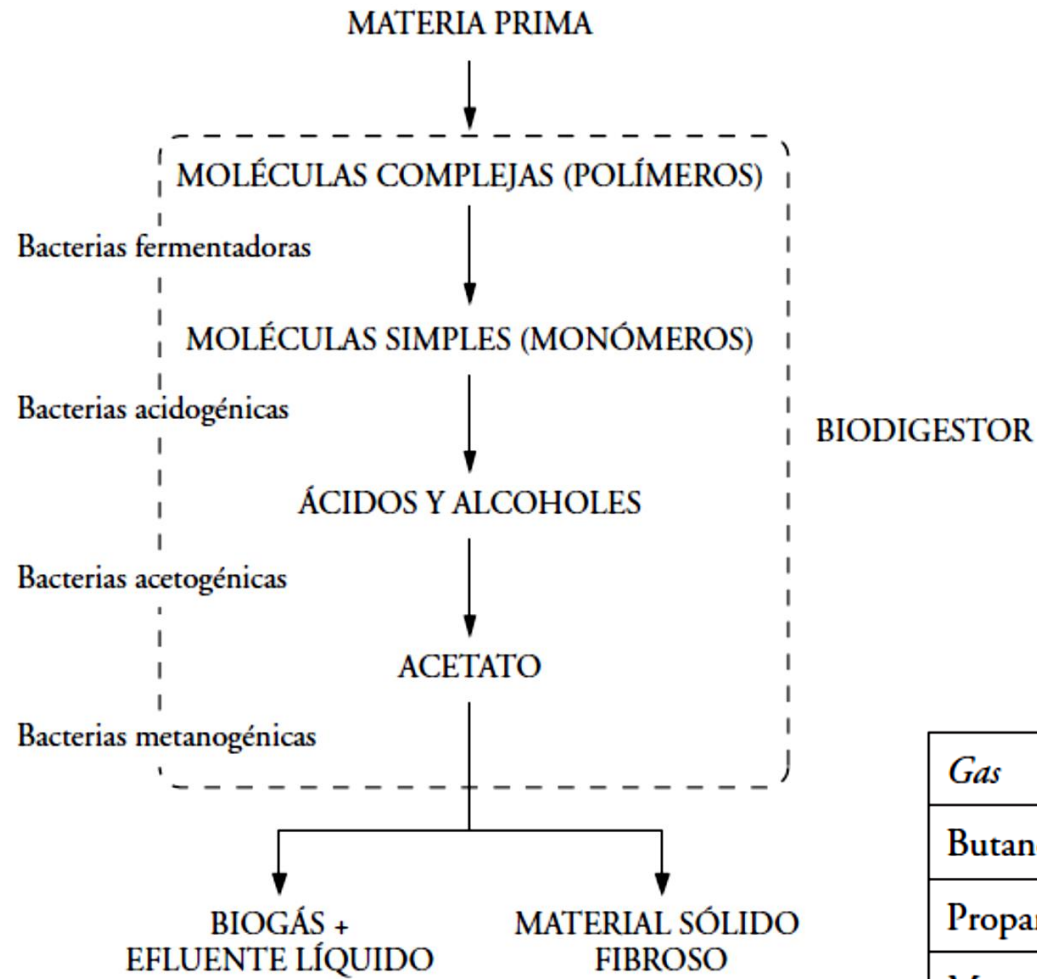 MATERIA PRIMA
MOLÉCULAS COMPLEJAS (POLÍMEROS)
Bacterias fermentadoras
MOLÉCULAS SIMPLES (MONÓMEROS)
Bacterias acidogénicas
BIODIGESTOR
ÁCIDOS Y ALCOHOLES
Bacterias acetogénicas
ACETATO
Bacterias metanogénicas
BIOGÁS +
EFLUENTE LÍQUIDO
MATERIAL SÓLIDO
FIBROSO
Gas